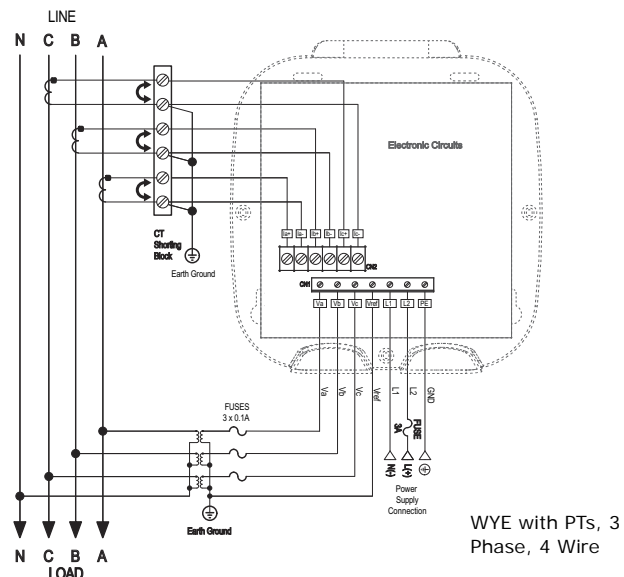 LINE
N C B A
Electronic Circuits
Ia+ Ia- Ib+ Ib- Ic+ Ic-
CT
Shorting
Block
Earth Ground
CN2
CN1
Va Vb Vc Vref L1 L2 PE
Va Vb Vc Vref L1 L2 GND
FUSES
3 x 0.1A
FUSE
3A
N(-) L(+)
Power
Supply
Connection
Earth Ground
WYE with PTs, 3
Phase, 4 Wire
N C B A
LOAD